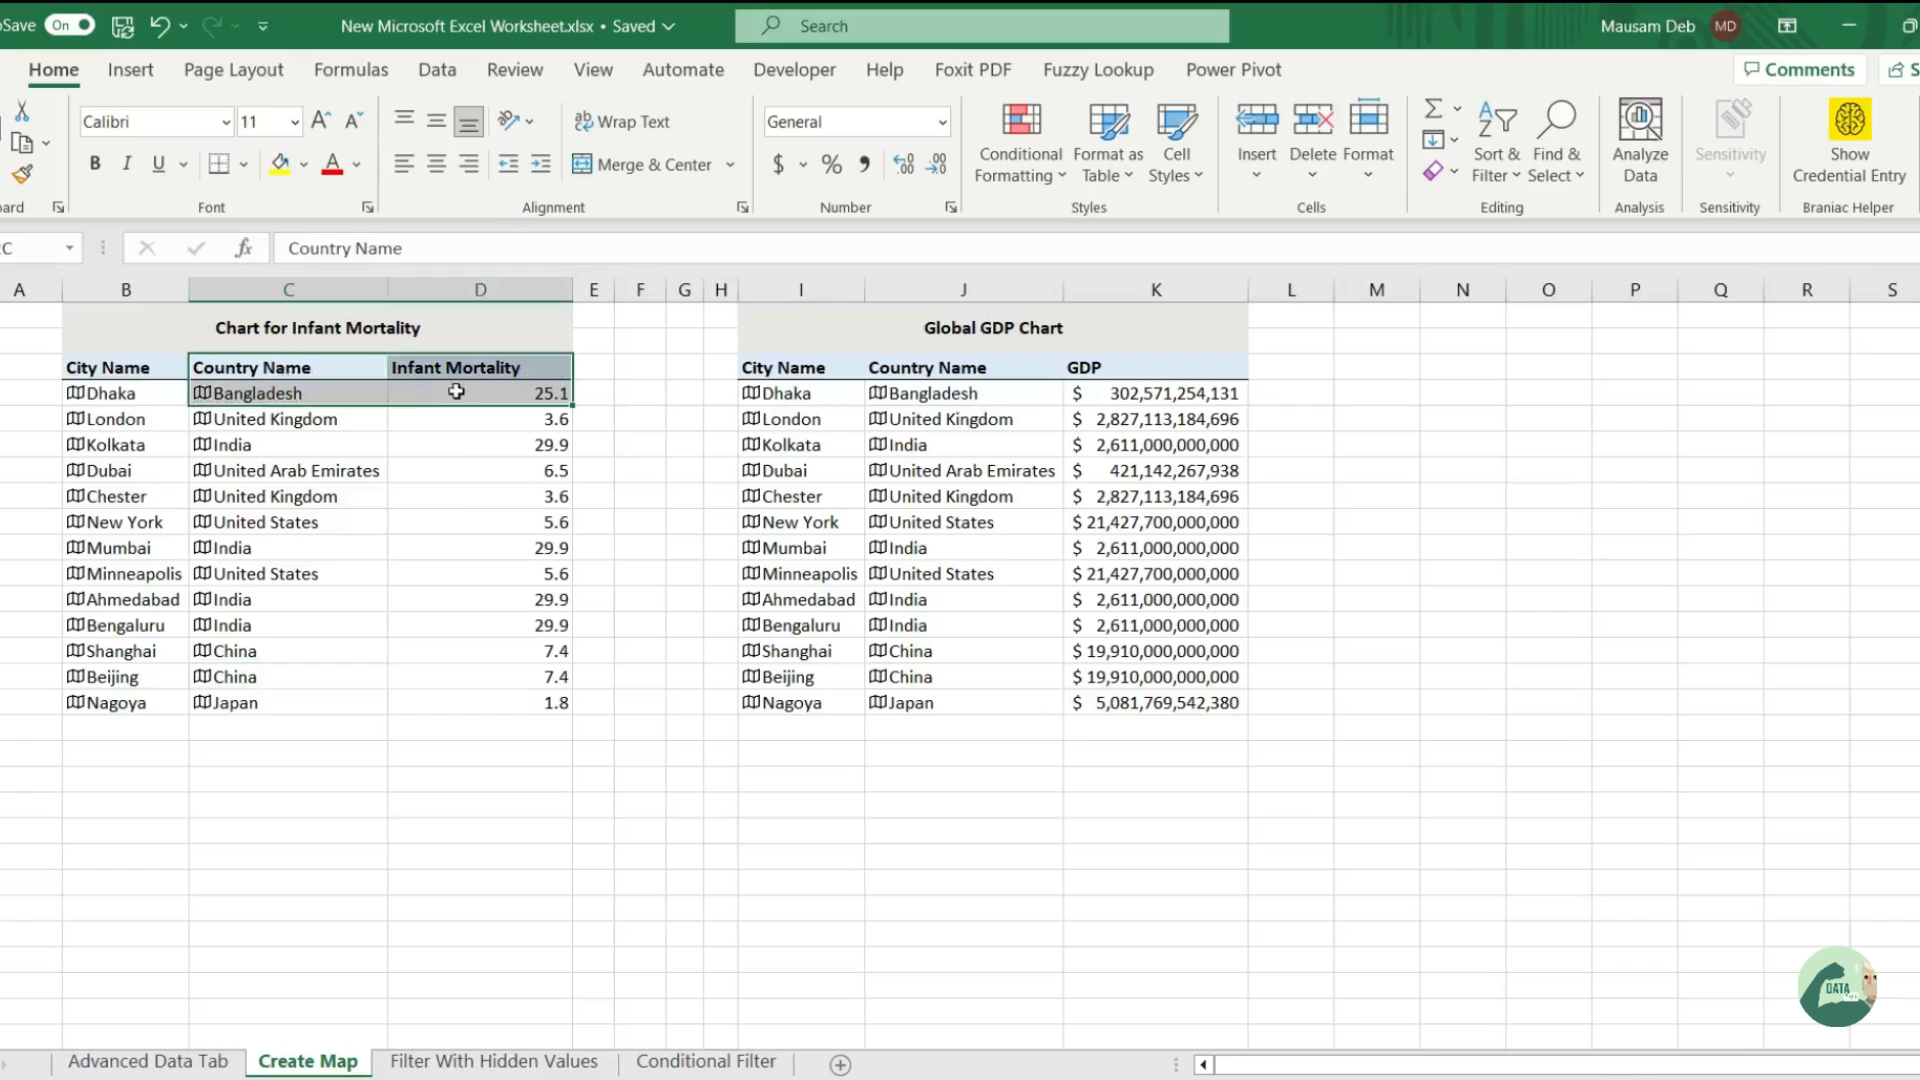 oSave On New Microsoft Excel Worksheet.xlsx • Saved Search Mausam Deb MD
Home Insert Page Layout Formulas Data Review View Automate Developer Help Foxit PDF Fuzzy Lookup Power Pivot Comments S
Calibri 11 A A Wrap Text General
B I U A Merge & Center $ % , .00
Conditional Formatting
Format as Table
Cell Styles
Insert Delete Format
Sort & Filter
Find & Select
Analyze Data
Sensitivity
Show Credential Entry
ard Font Alignment Number Styles Cells Editing Analysis Sensitivity Braniac Helper
2C fx Country Name
A B C D E F G H I J K L M N O P Q R S
Chart for Infant Mortality Global GDP Chart
City Name Country Name Infant Mortality City Name Country Name GDP
Dhaka Bangladesh 25.1 Dhaka Bangladesh $ 302,571,254,131
London United Kingdom 3.6 London United Kingdom $ 2,827,113,184,696
Kolkata India 29.9 Kolkata India $ 2,611,000,000,000
Dubai United Arab Emirates 6.5 Dubai United Arab Emirates $ 421,142,267,938
Chester United Kingdom 3.6 Chester United Kingdom $ 2,827,113,184,696
New York United States 5.6 New York United States $ 21,427,700,000,000
Mumbai India 29.9 Mumbai India $ 2,611,000,000,000
Minneapolis United States 5.6 Minneapolis United States $ 21,427,700,000,000
Ahmedabad India 29.9 Ahmedabad India $ 2,611,000,000,000
Bengaluru India 29.9 Bengaluru India $ 2,611,000,000,000
Shanghai China 7.4 Shanghai China $ 19,910,000,000,000
Beijing China 7.4 Beijing China $ 19,910,000,000,000
Nagoya Japan 1.8 Nagoya Japan $ 5,081,769,542,380
DATA
Advanced Data Tab Create Map Filter With Hidden Values Conditional Filter